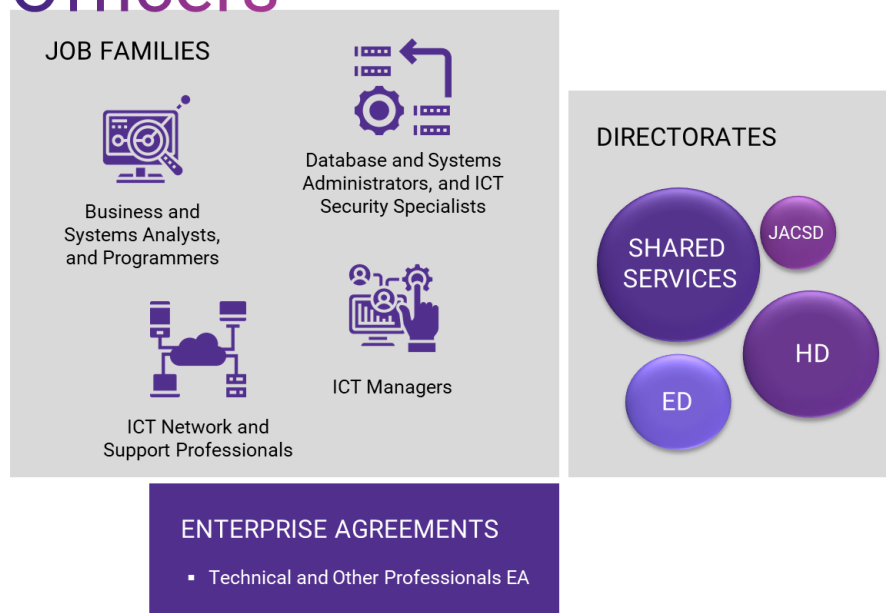 Officers
JOB FAMILIES
Business and
Systems Analysts,
and Programmers
Database and Systems
Administrators, and ICT
Security Specialists
ICT Network and
Support Professionals
ICT Managers
DIRECTORATES
SHARED
SERVICES
JACSD
HD
ED
ENTERPRISE AGREEMENTS
▪ Technical and Other Professionals EA